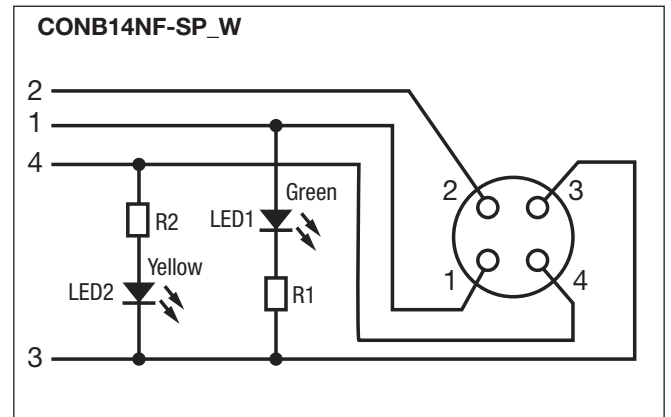 CONB14NF-SP_W
2
1
4
2
3
Green
LED1
R2
Yellow
LED2
R1
1
4
3